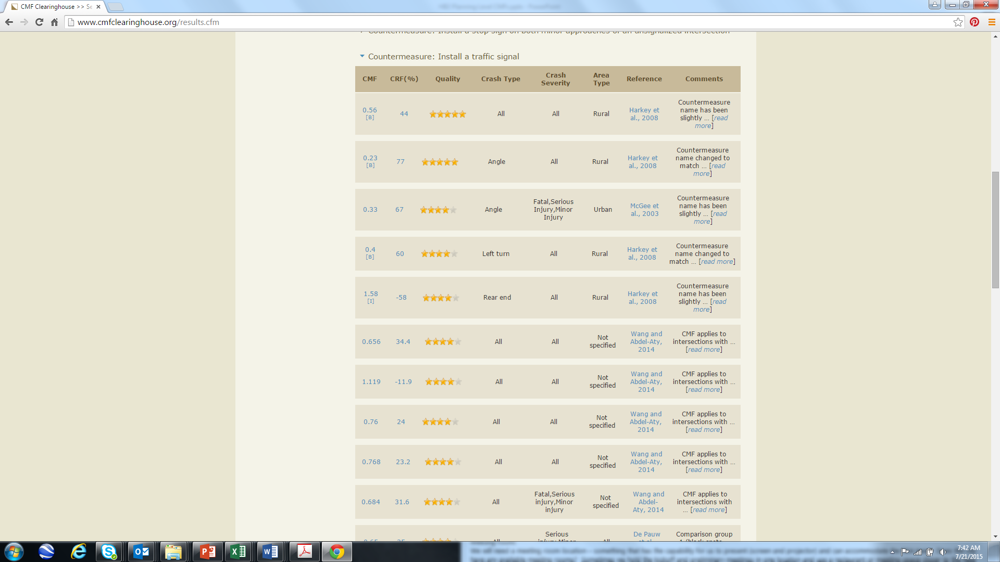 CMF Clearinghouse >> Se
www.cmfclearinghouse.org/results.cfm
Countermeasure: Install a stop sign on both minor approaches of an unsignalized intersection
Countermeasure: Install a traffic signal
CMF CRF(%) Quality Crash Type Crash Severity Area Type Reference Comments
0.56 [B] 44 All All Rural Harkey et al., 2008 Countermeasure name has been slightly ... [read more]
0.23 [B] 77 Angle All Rural Harkey et al., 2008 Countermeasure name changed to match ... [read more]
0.33 67 Angle Fatal,Serious Injury,Minor Injury Urban McGee et al., 2003 Countermeasure name has been slightly ... [read more]
0.4 [B] 60 Left turn All Rural Harkey et al., 2008 Countermeasure name changed to match ... [read more]
1.58 [I] -58 Rear end All Rural Harkey et al., 2008 Countermeasure name has been slightly ... [read more]
0.656 34.4 All All Not specified Wang and Abdel-Aty, 2014 CMF applies to intersections with ... [read more]
1.119 -11.9 All All Not specified Wang and Abdel-Aty, 2014 CMF applies to intersections with ... [read more]
0.76 24 All All Not specified Wang and Abdel-Aty, 2014 CMF applies to intersections with ... [read more]
0.768 23.2 All All Not specified Wang and Abdel-Aty, 2014 CMF applies to intersections with ... [read more]
0.684 31.6 All Fatal,Serious injury,Minor injury Not specified Wang and Abdel-Aty, 2014 CMF applies to intersections with ... [read more]
Serious De Pauw Comparison group
7:42 AM
7/21/2015